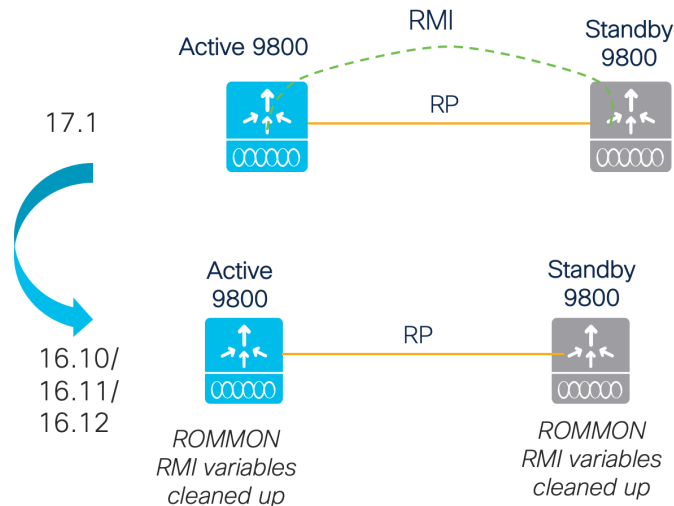 RMI
Active 9800
Standby
9800
RP
17.1
Active
9800
Standby
9800
RP
16.10/
16.11/
16.12
ROMMON
RMI variables
cleaned up
ROMMON
RMI variables
cleaned up